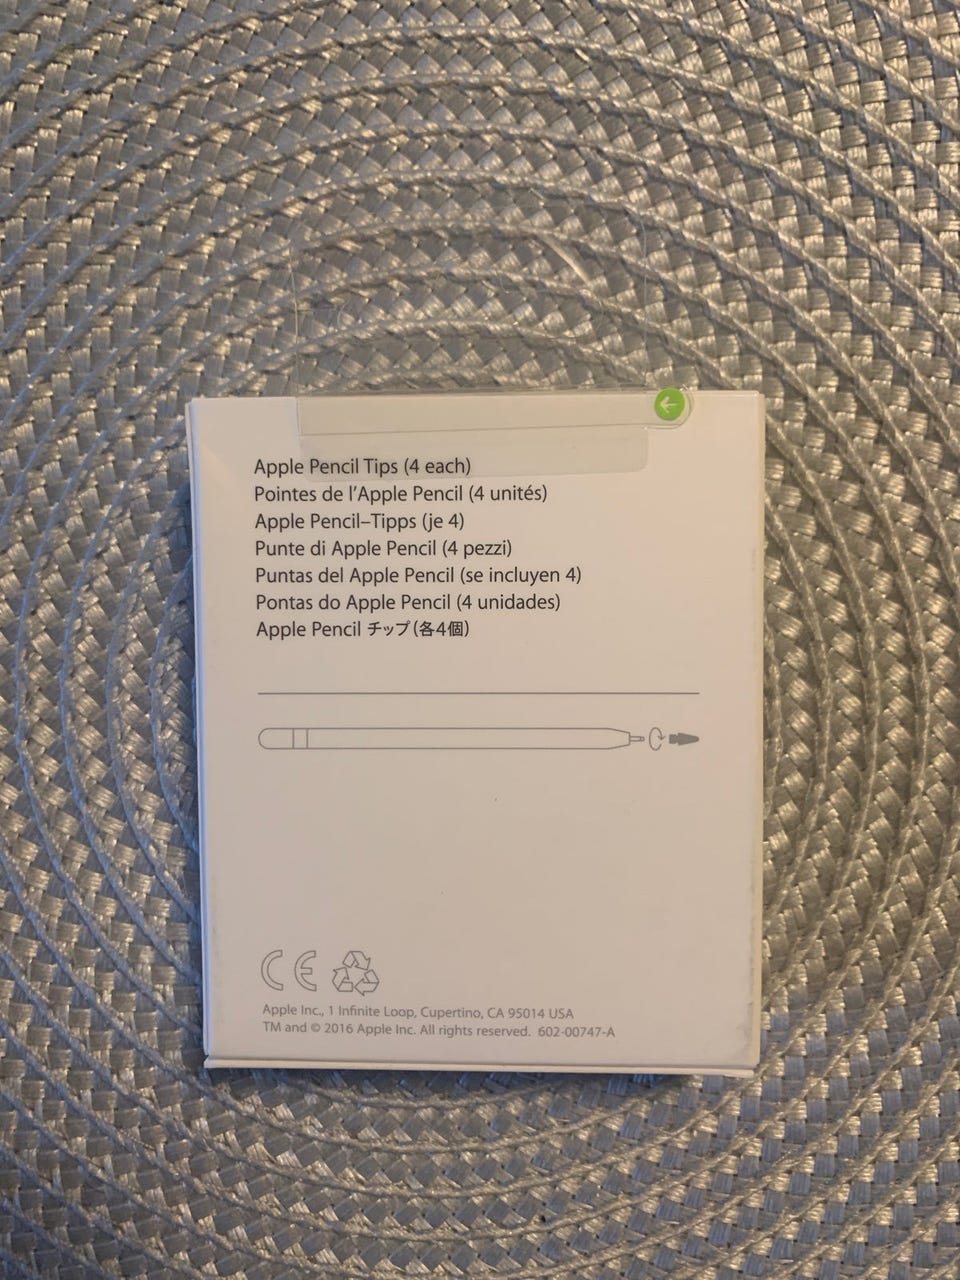 Apple Pencil Tips (4 each)
Pointes de l’Apple Pencil (4 unités)
Apple Pencil–Tipps (je 4)
Punte di Apple Pencil (4 pezzi)
Puntas del Apple Pencil (se incluyen 4)
Pontas do Apple Pencil (4 unidades)
Apple Pencil チップ(各4個)
CE
Apple Inc., 1 Infinite Loop, Cupertino, CA 95014 USA
TM and © 2016 Apple Inc. All rights reserved. 602-00747-A